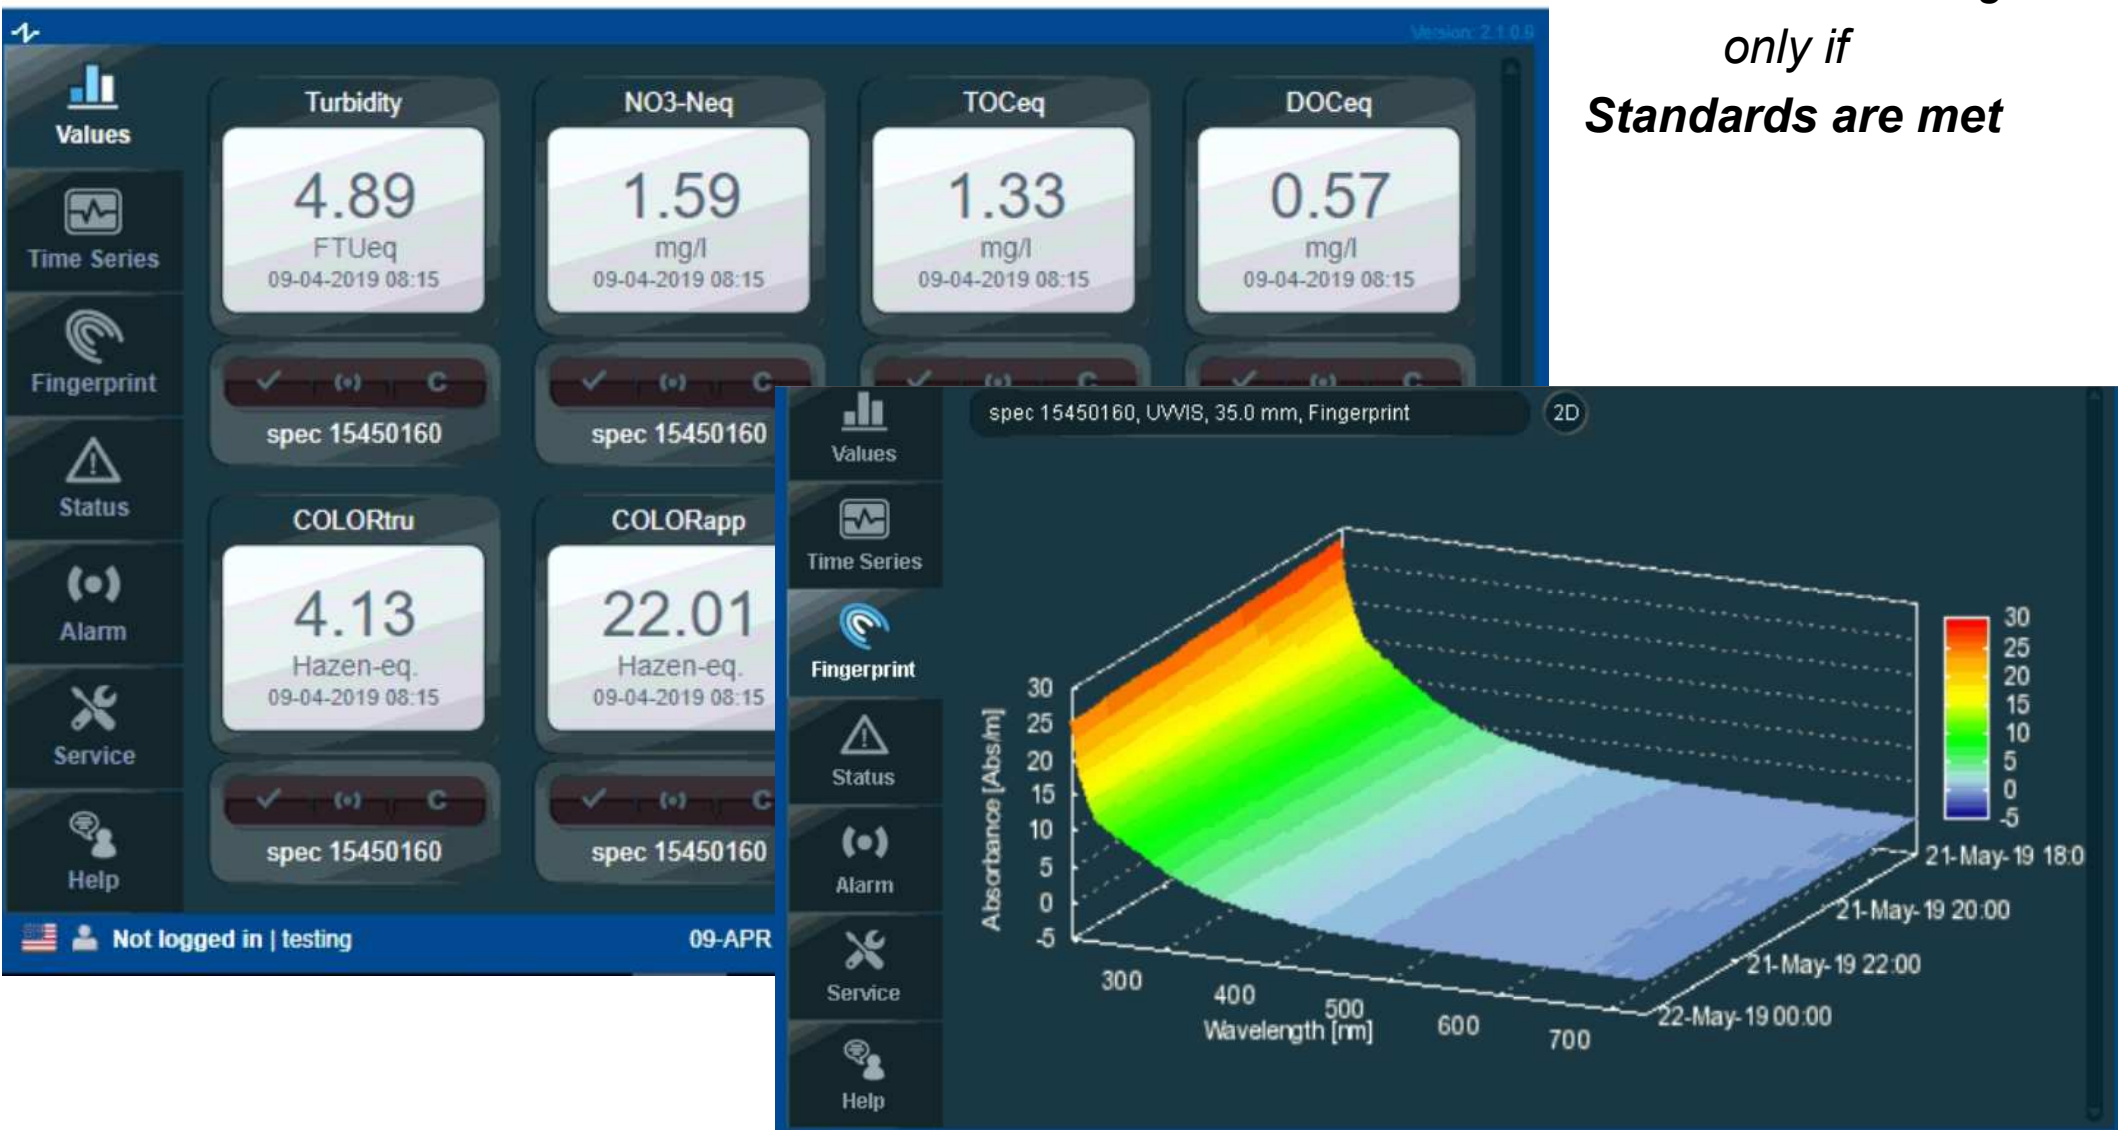 only if
Standards are met
Version: 2.1.0.9
Values
Time Series
Fingerprint
Status
Alarm
Service
Help
Turbidity
4.89
FTUeq
09-04-2019 08:15
spec 15450160
NO3-Neq
1.59
mg/l
09-04-2019 08:15
spec 15450160
TOCeq
1.33
mg/l
09-04-2019 08:15
DOCeq
0.57
mg/l
09-04-2019 08:15
COLORtru
4.13
Hazen-eq.
09-04-2019 08:15
spec 15450160
COLORapp
22.01
Hazen-eq.
09-04-2019 08:15
spec 15450160
C
C
C
C
C
C
Not logged in | testing
09-APR
Values
Time Series
Fingerprint
Status
Alarm
Service
Help
spec 15450160, UVVIS, 35.0 mm, Fingerprint
2D
Absorbance [Abs/m]
30
25
20
15
10
5
0
-5
300
400
500
600
700
Wavelength [nm]
30
25
20
15
10
5
0
-5
21-May-19 18:0
21-May-19 20:00
21-May-19 22:00
22-May-19 00:00